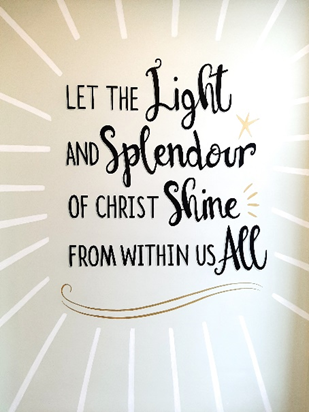 LET THE Light
AND Splendour
OF CHRIST Shine
FROM WITHIN US All